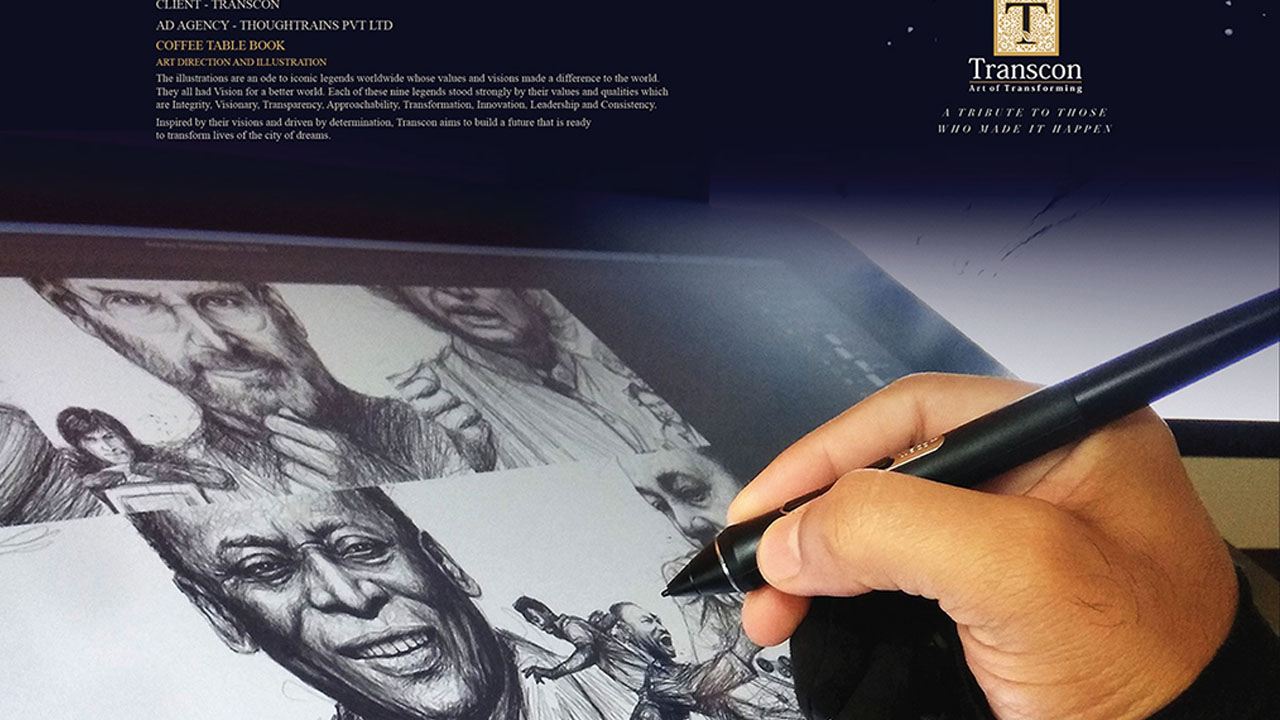 CLIENT - TRANSCON
AD AGENCY - THOUGHTRAINS PVT LTD
COFFEE TABLE BOOK
ART DIRECTION AND ILLUSTRATION
The illustrations are an ode to iconic legends worldwide whose values and visions made a difference to the world.
They all had Vision for a better world. Each of these nine legends stood strongly by their values and qualities which
are Integrity, Visionary, Transparency, Approachability, Transformation, Innovation, Leadership and Consistency.
Inspired by their visions and driven by determination, Transcon aims to build a future that is ready
to transform lives of the city of dreams.
T
Transcon
Art of Transforming
A TRIBUTE TO THOSE
WHO MADE IT HAPPEN